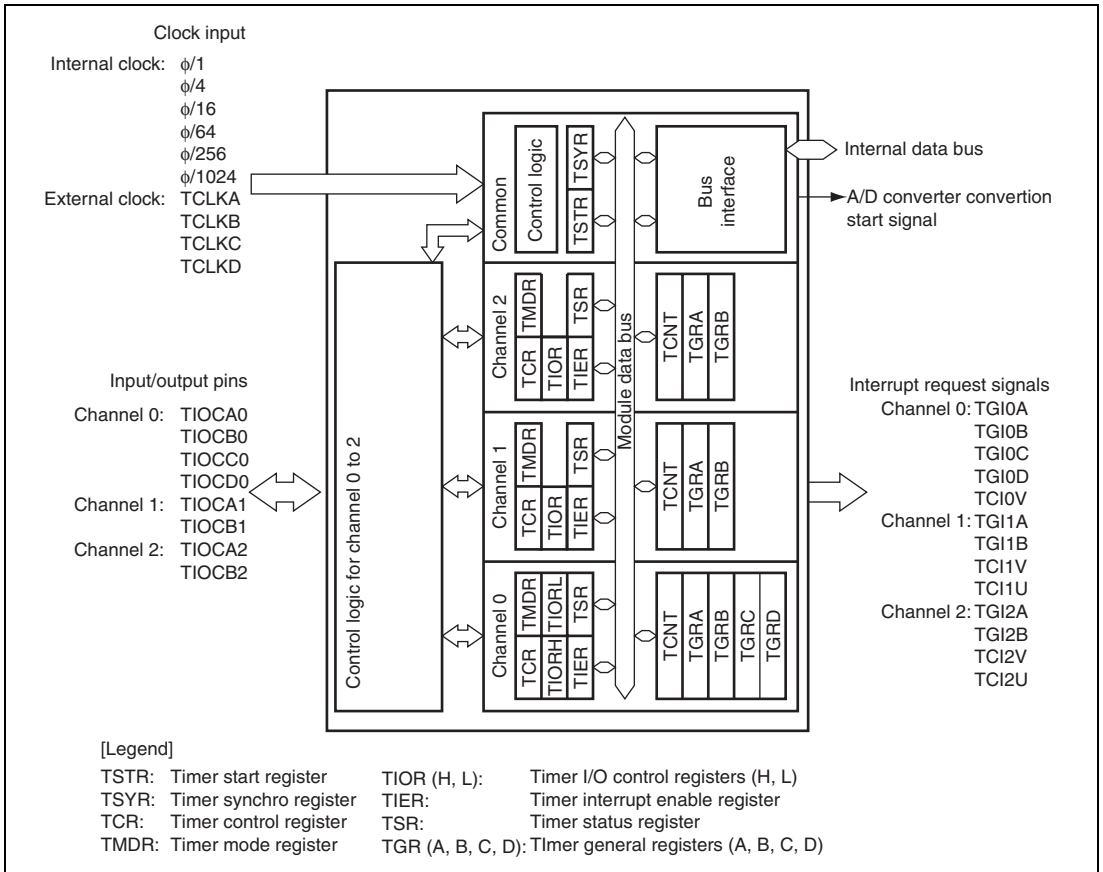 Clock input
Internal clock: ϕ/1
ϕ/4
ϕ/16
ϕ/64
ϕ/256
ϕ/1024
External clock: TCLKA
TCLKB
TCLKC
TCLKD
Input/output pins
Channel 0: TIOCA0
TIOCB0
TIOCC0
TIOCD0
Channel 1: TIOCA1
TIOCB1
Channel 2: TIOCA2
TIOCB2
Control logic for channel 0 to 2
Common
Control logic
TSTR TSYR
Bus
interface
Channel 2
TCR TMDR
TIOR
TIER TSR
TCNT
TGRA
TGRB
Channel 1
TCR TMDR
TIOR
TIER TSR
TCNT
TGRA
TGRB
Channel 0
TCR TMDR
TIORH TIORL
TIER TSR
TCNT
TGRA
TGRB
TGRC
TGRD
Module data bus
Internal data bus
A/D converter convertion
start signal
Interrupt request signals
Channel 0: TGI0A
TGI0B
TGI0C
TGI0D
TCI0V
Channel 1: TGI1A
TGI1B
TCI1V
TCI1U
Channel 2: TGI2A
TGI2B
TCI2V
TCI2U
[Legend]
TSTR: Timer start register
TSYR: Timer synchro register
TCR: Timer control register
TMDR: Timer mode register
TIOR (H, L): Timer I/O control registers (H, L)
TIER: Timer interrupt enable register
TSR: Timer status register
TGR (A, B, C, D): TImer general registers (A, B, C, D)